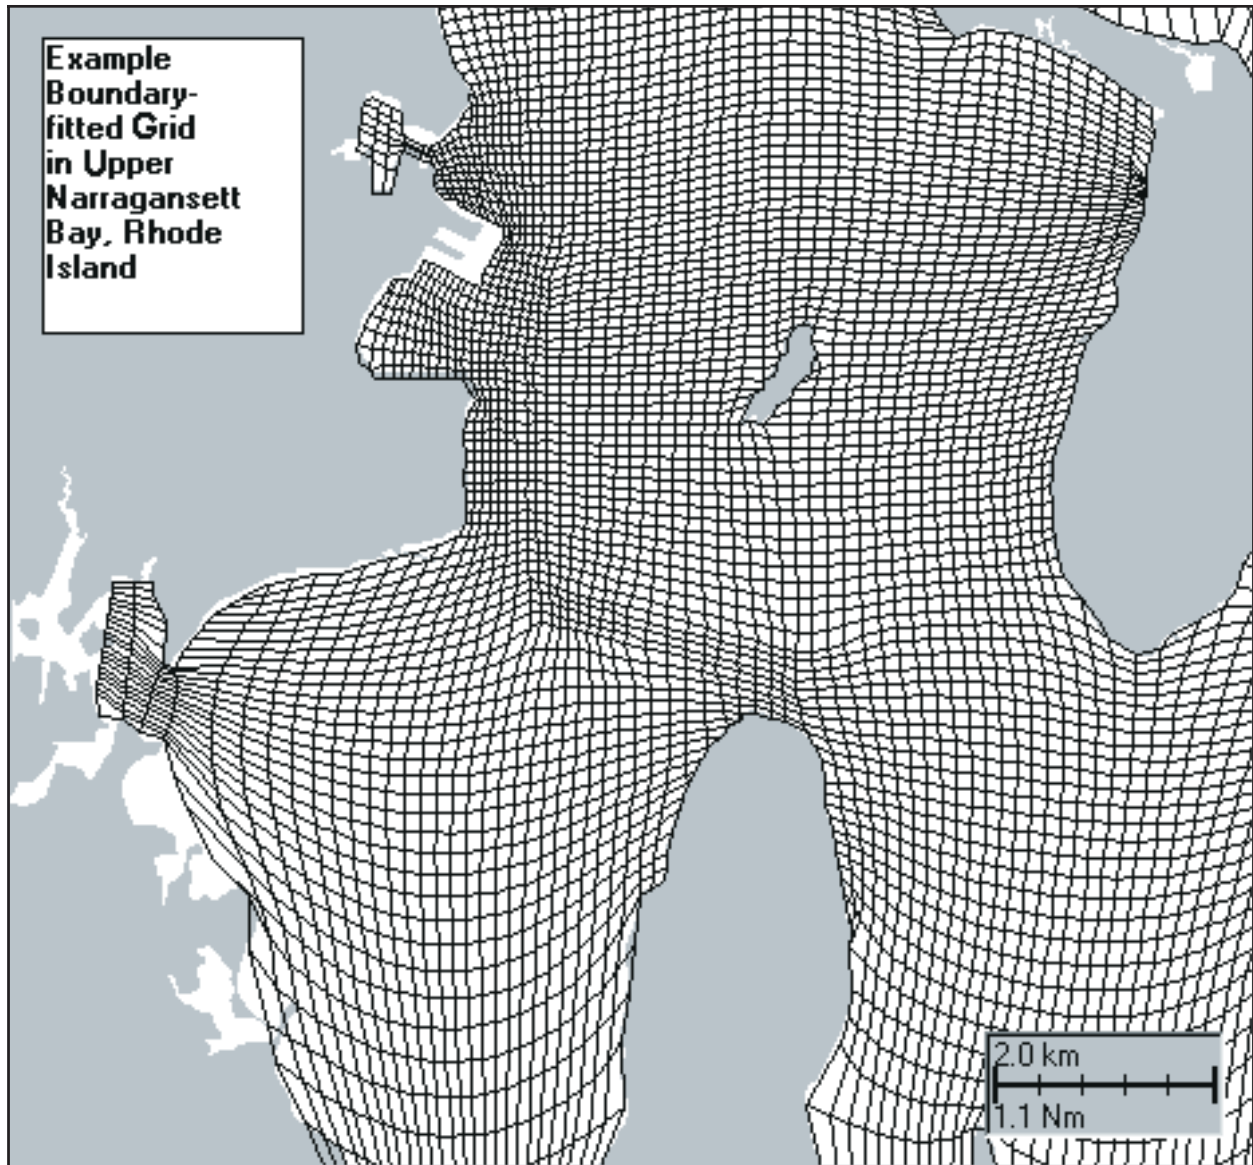 Example
Boundary-
fitted Grid
in Upper
Narragansett
Bay, Rhode
Island
2.0 km
1.1 Nm